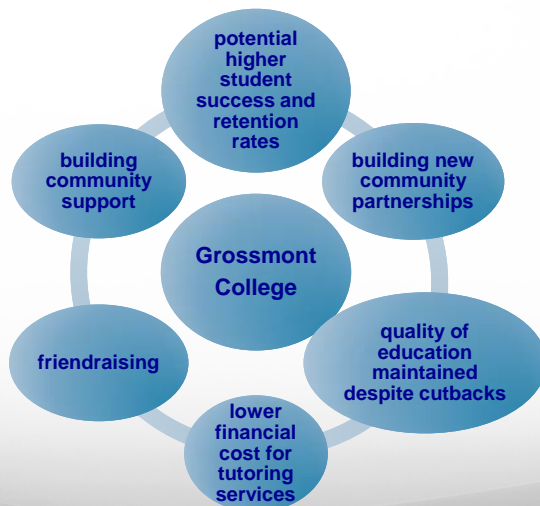 potential
higher
student
success and
retention
rates
building new
community
partnerships
quality of
education
maintained
despite cutbacks
lower
financial
cost for
tutoring
services
friendraising
building
community
support
Grossmont
College